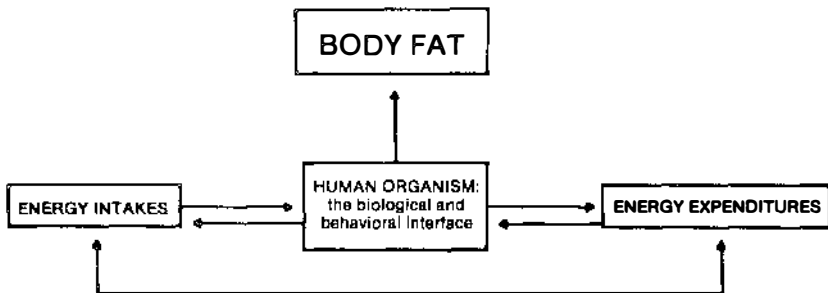 BODY FAT
ENERGY INTAKES
HUMAN ORGANISM:
the biological and
behavioral interface
ENERGY EXPENDITURES